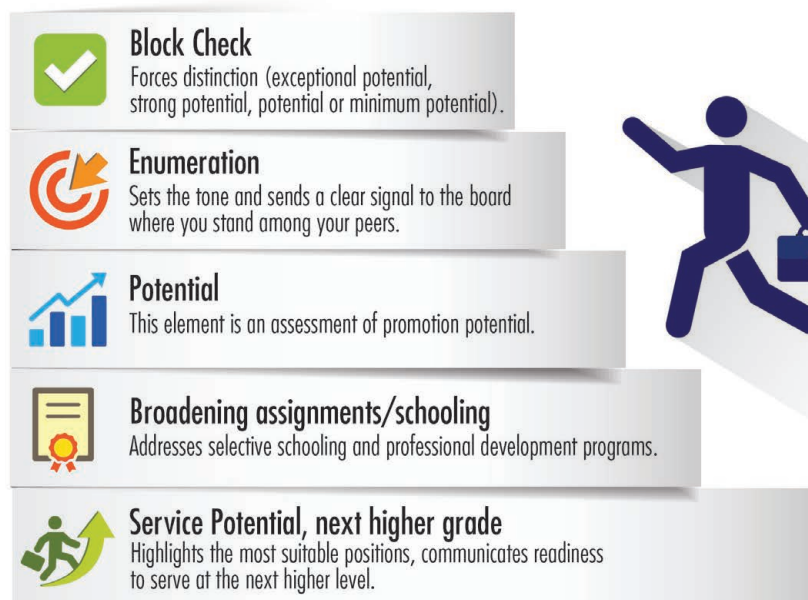 Block Check
Forces distinction (exceptional potential,
strong potential, potential or minimum potential).
Enumeration
Sets the tone and sends a clear signal to the board
where you stand among your peers.
Potential
This element is an assessment of promotion potential.
Broadening assignments/schooling
Addresses selective schooling and professional development programs.
Service Potential, next higher grade
Highlights the most suitable positions, communicates readiness
to serve at the next higher level.